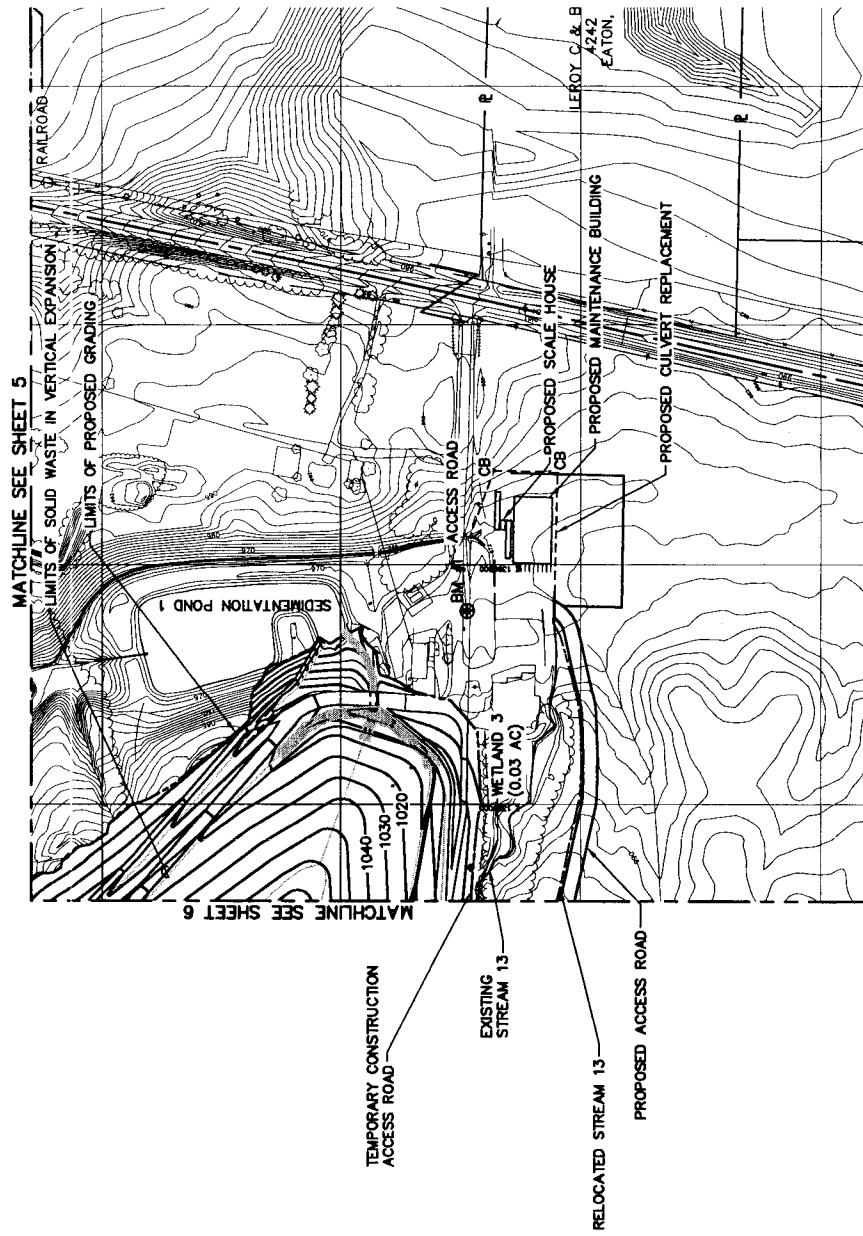 MATCHLINE SEE SHEET 5
RAILROAD
LIMITS OF SOLID WASTE IN VERTICAL EXPANSION
LIMITS OF PROPOSED GRADING
SEDIMENTATION POND 1
LEROY C. & B
4242
EATON,
PROPOSED SCALE HOUSE
PROPOSED MAINTENANCE BUILDING
PROPOSED CULVERT REPLACEMENT
ACCESS ROAD
CB
CB
BM
WETLAND 3
(0.03 AC)
1040
1030
1020
MATCHLINE SEE SHEET 6
TEMPORARY CONSTRUCTION
ACCESS ROAD
EXISTING
STREAM 13
RELOCATED STREAM 13
PROPOSED ACCESS ROAD
980
970